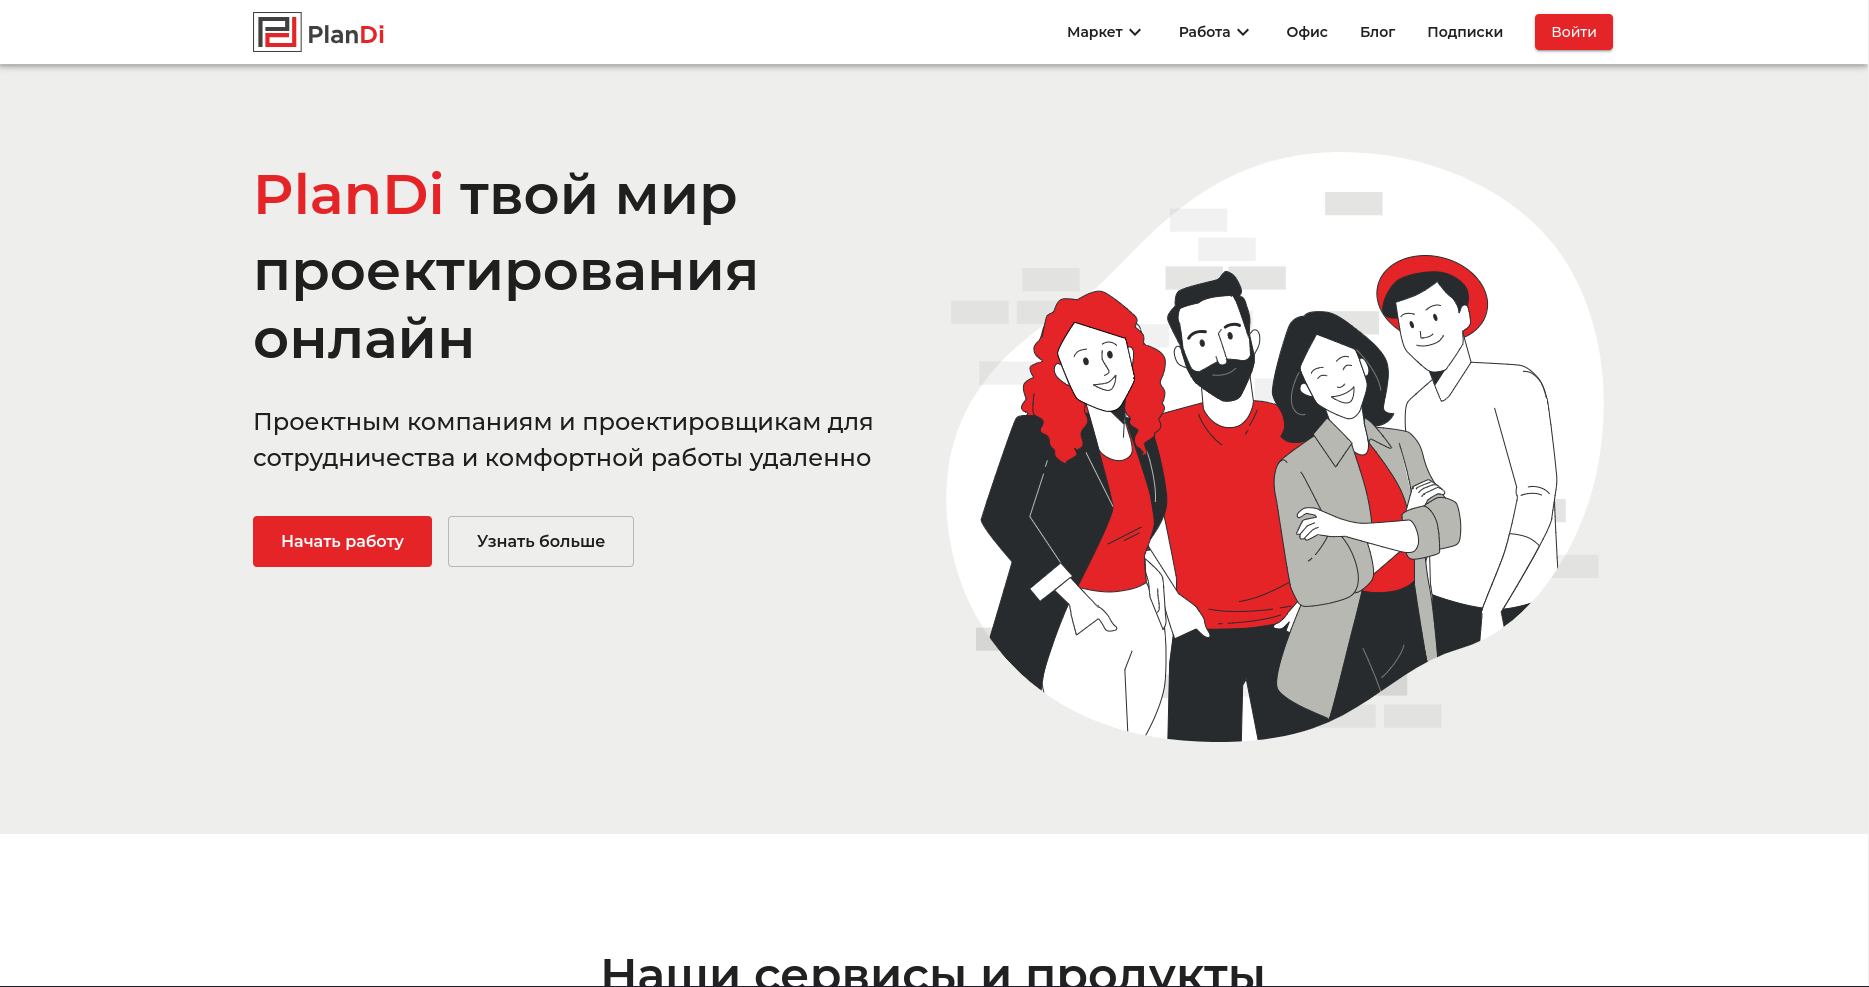 PlanDi
Маркет
Работа
Офис
Блог
Подписки
Войти
PlanDi твой мир
проектирования
онлайн
Проектным компаниям и проектировщикам для
сотрудничества и комфортной работы удаленно
Начать работу
Узнать больше
Наши сервисы и продукты